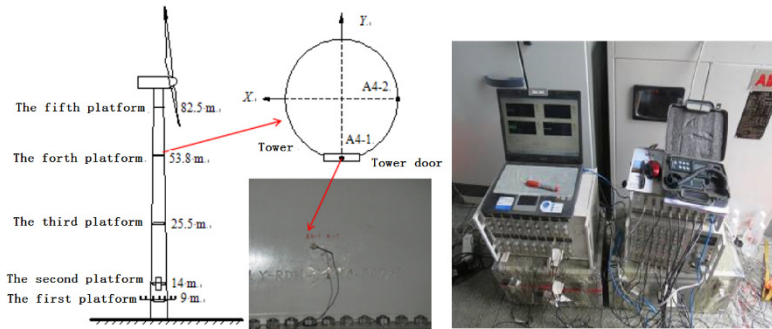 The fifth platform
82.5 m
The forth platform
53.8 m
The third platform
25.5 m
The second platform
14 m
The first platform
9 m
Y
X
A4-2
A4-1
Tower
Tower door